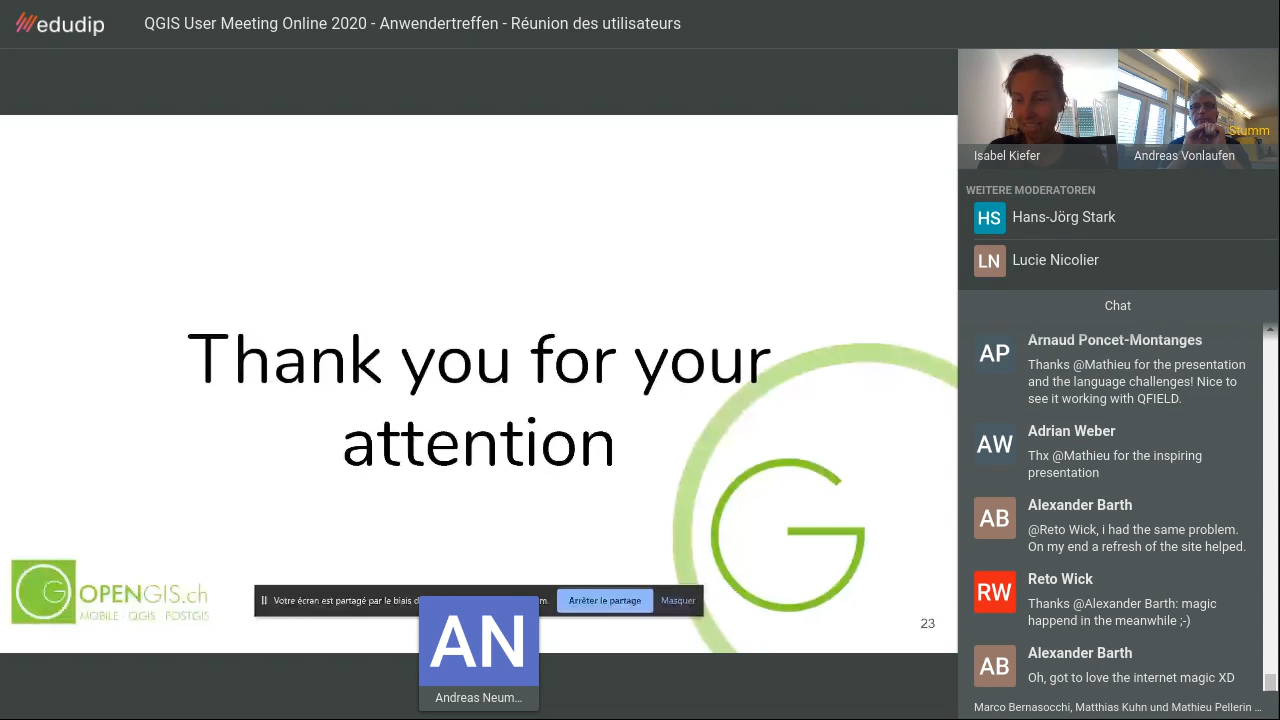 edudip
QGIS User Meeting Online 2020 - Anwendertreffen - Réunion des utilisateurs
Thank you for your
attention
OPENGIS.ch
MOBILE · QGIS · POSTGIS
Votre écran est partagé par le biais d
m.
Arrêter le partage
Masquer
23
AN
Andreas Neum...
Stumm
Isabel Kiefer
Andreas Vonlaufen
WEITERE MODERATOREN
HS
Hans-Jörg Stark
LN
Lucie Nicolier
Chat
AP
Arnaud Poncet-Montanges
Thanks @Mathieu for the presentation
and the language challenges! Nice to
see it working with QFIELD.
AW
Adrian Weber
Thx @Mathieu for the inspiring
presentation
AB
Alexander Barth
@Reto Wick, i had the same problem.
On my end a refresh of the site helped.
RW
Reto Wick
Thanks @Alexander Barth: magic
happend in the meanwhile ;-)
AB
Alexander Barth
Oh, got to love the internet magic XD
Marco Bernasocchi, Matthias Kuhn und Mathieu Pellerin ...